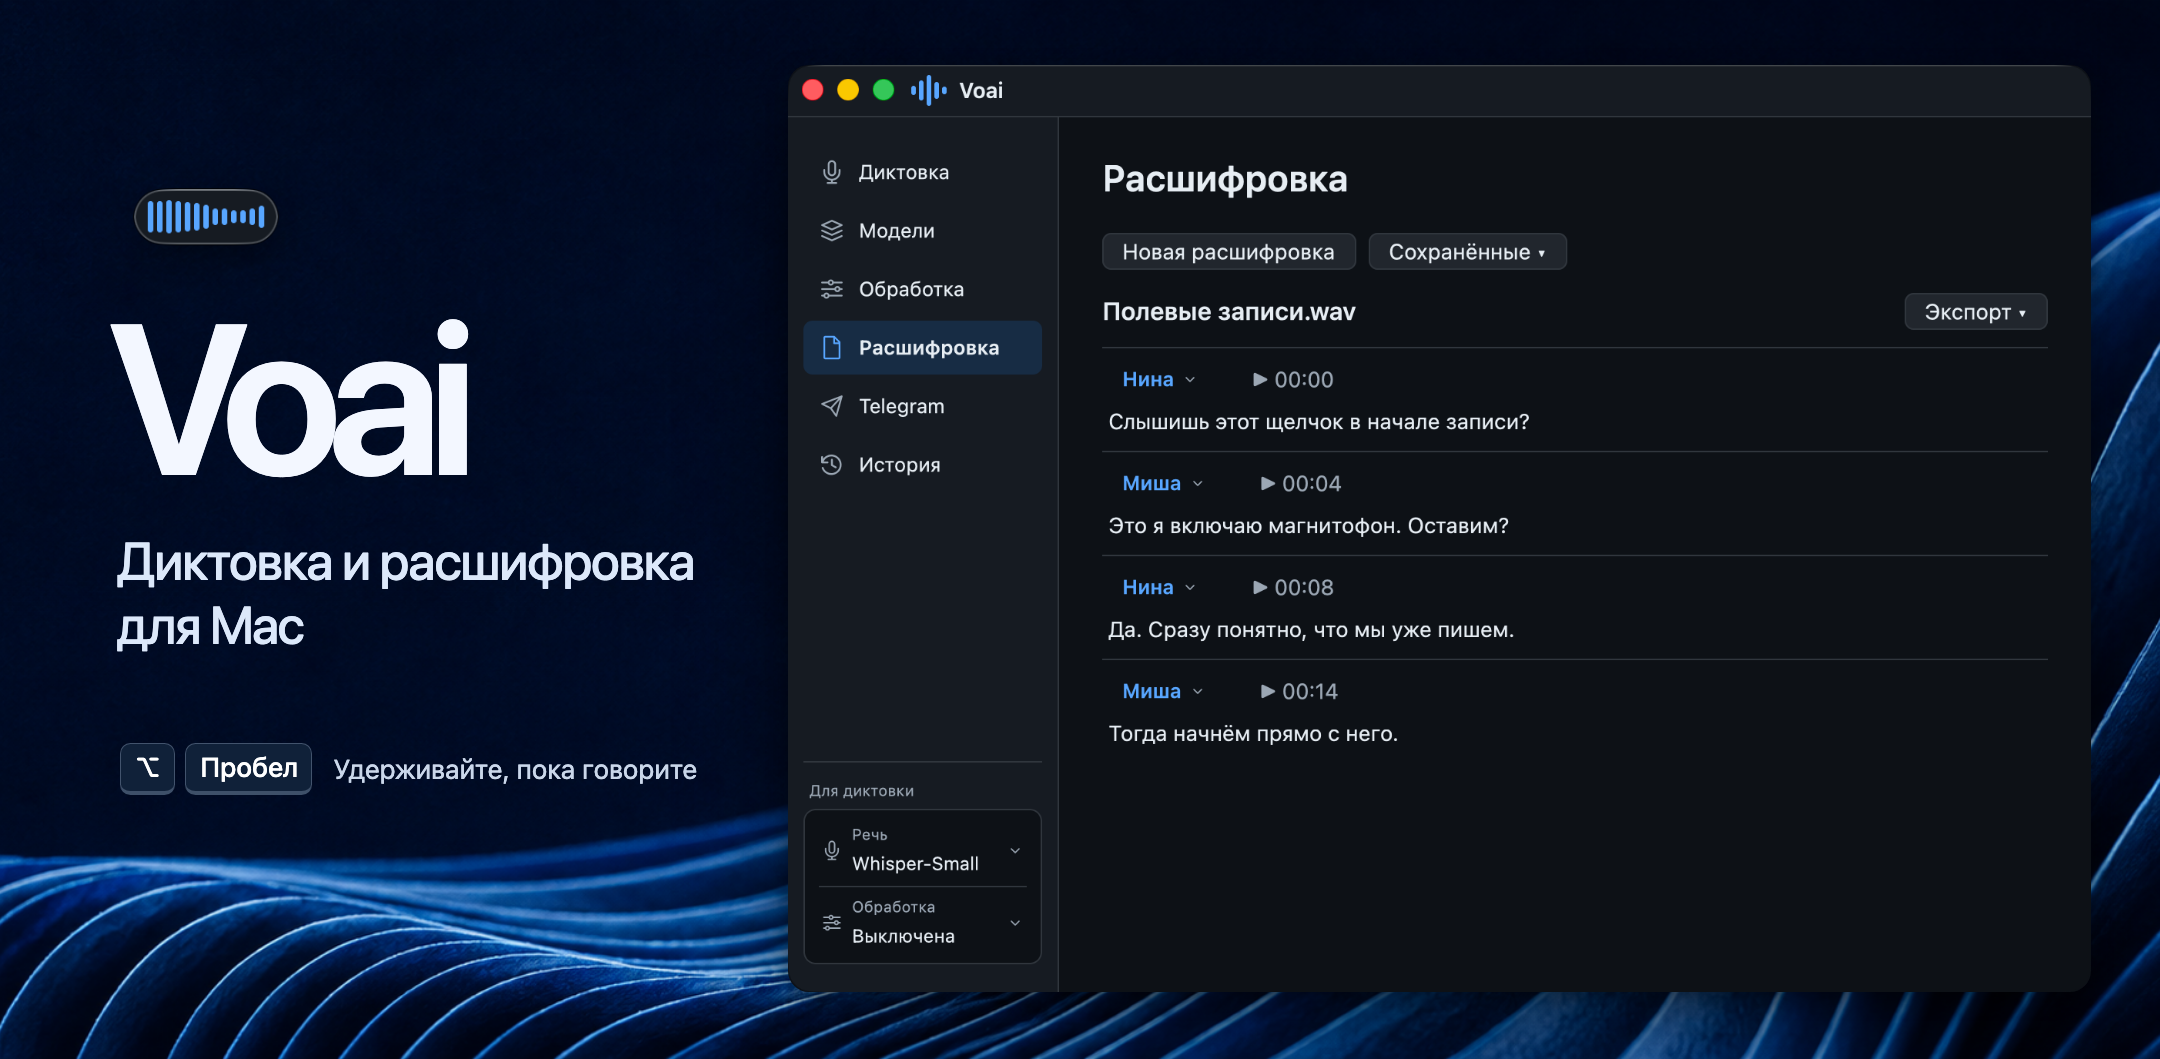 Voai
Диктовка и расшифровка
для Mac
⌥ Пробел Удерживайте, пока говорите
Voai
Диктовка
Модели
Обработка
Расшифровка
Telegram
История
Для диктовки
Речь
Whisper-Small
Обработка
Выключена
Расшифровка
Новая расшифровка Сохранённые ▾
Полевые записи.wav Экспорт ▾
Нина ▶ 00:00
Слышишь этот щелчок в начале записи?
Миша ▶ 00:04
Это я включаю магнитофон. Оставим?
Нина ▶ 00:08
Да. Сразу понятно, что мы уже пишем.
Миша ▶ 00:14
Тогда начнём прямо с него.